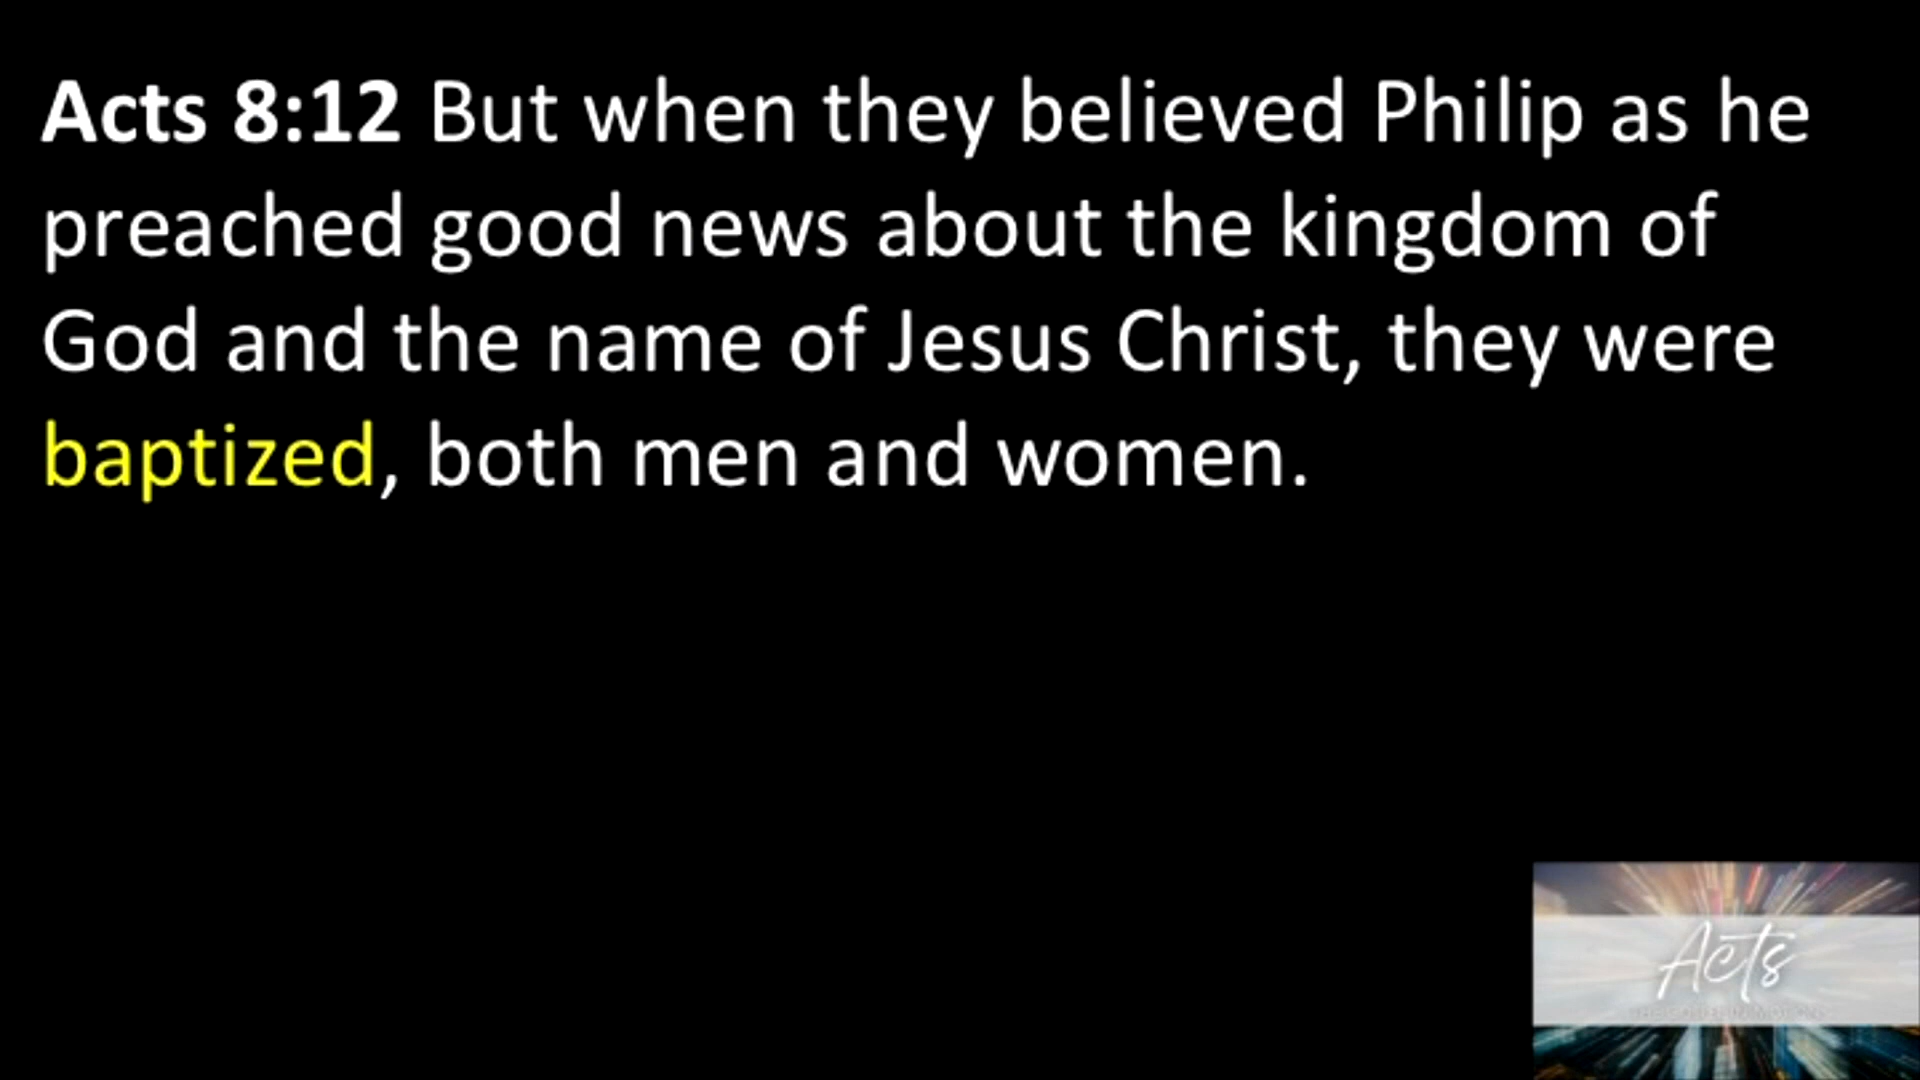 Acts 8:12 But when they believed Philip as he
preached good news about the kingdom of
God and the name of Jesus Christ, they were
baptized, both men and women.
Acts